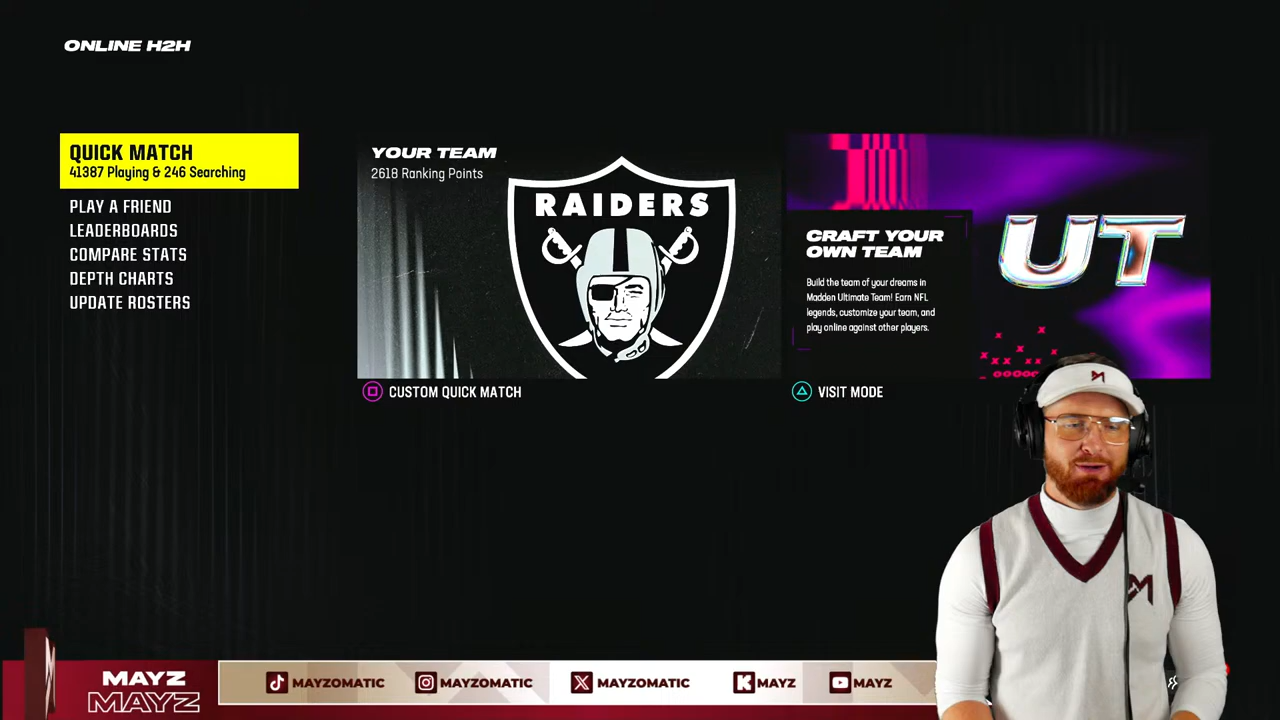 ONLINE H2H
QUICK MATCH
41387 Playing & 246 Searching
PLAY A FRIEND
LEADERBOARDS
COMPARE STATS
DEPTH CHARTS
UPDATE ROSTERS
YOUR TEAM
2618 Ranking Points
RAIDERS
CUSTOM QUICK MATCH
CRAFT YOUR
OWN TEAM
Build the team of your dreams in
Madden Ultimate Team! Earn NFL
legends, customize your team, and
play online against other players.
UT
VISIT MODE
M
M
MAYZ
MAYZ
MAYZOMATIC
MAYZOMATIC
MAYZOMATIC
K MAYZ
MAYZ